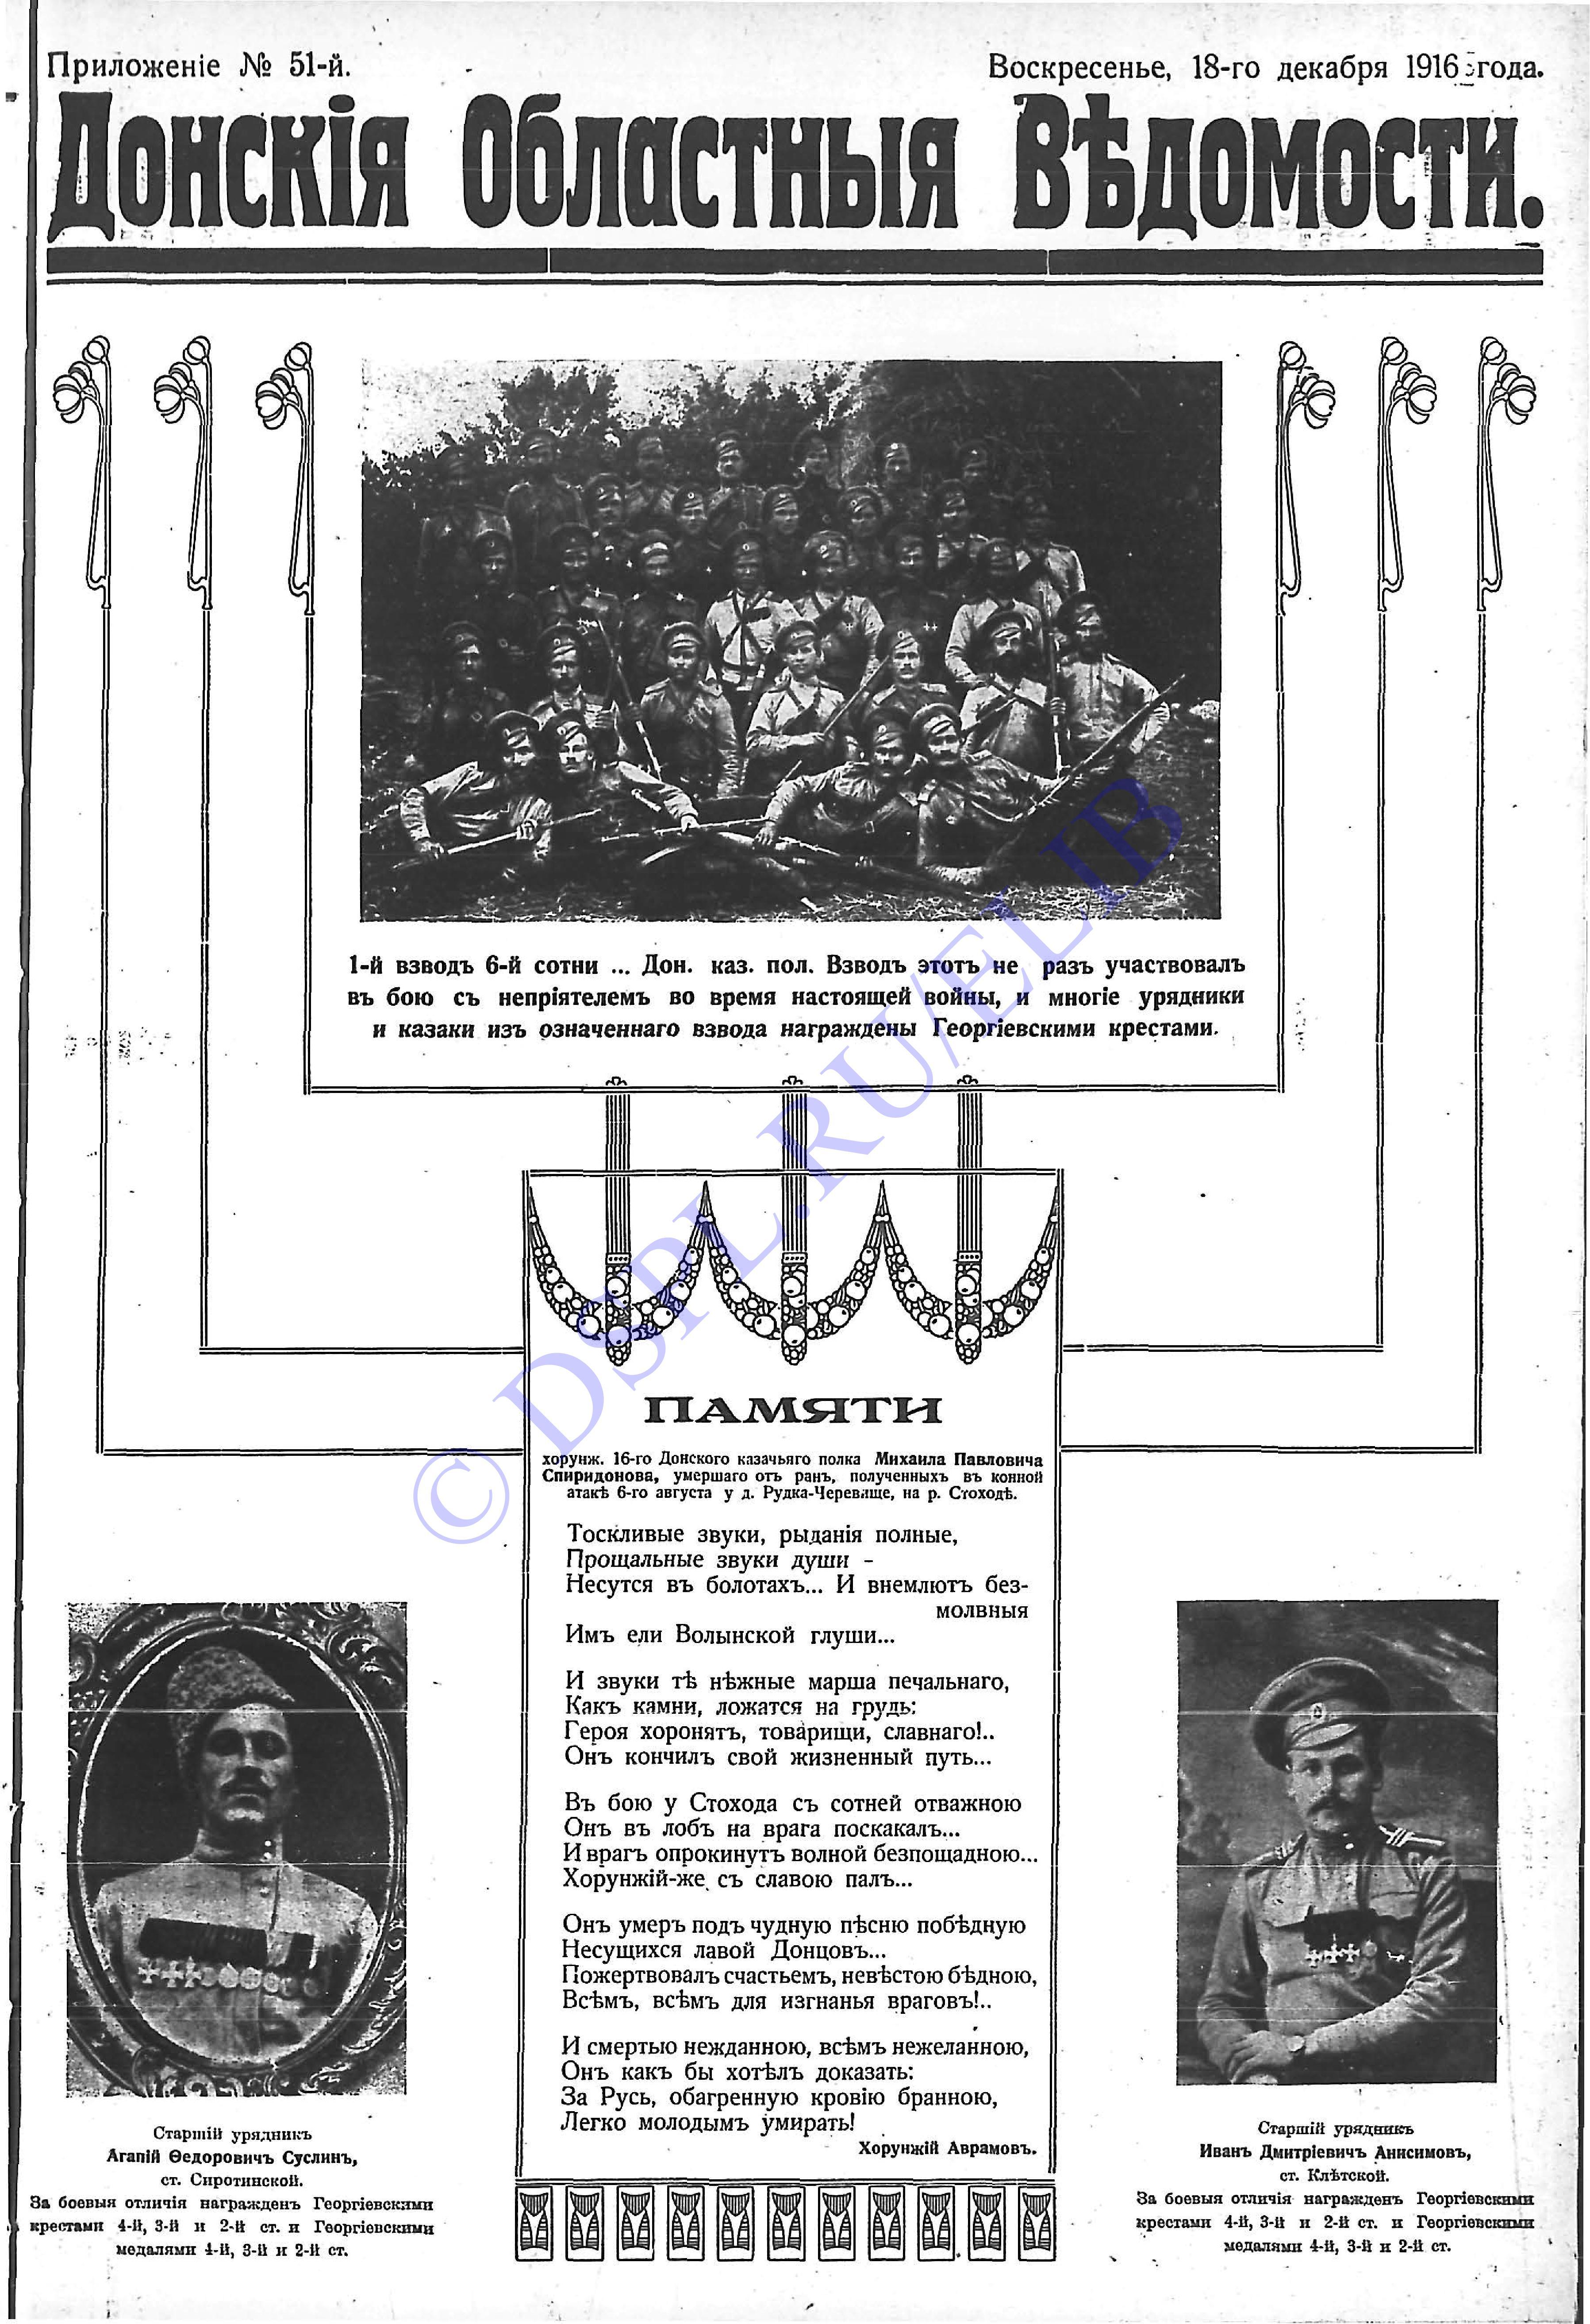 Приложеніе № 51-й.
Воскресенье, 18-го декабря 1916 года.
Донскія Областныя Вѣдомости.
1-й взводъ 6-й сотни ... Дон. каз. пол. Взводъ этотъ не разъ участвовалъ
въ бою съ непріятелемъ во время настоящей войны, и многіе урядники
и казаки изъ означеннаго взвода награждены Георгіевскими крестами.
ПАМЯТИ
хорунж. 16-го Донского казачьяго полка Михаила Павловича
Спиридонова, умершаго отъ ранъ, полученныхъ въ конной
атакѣ 6-го августа у д. Рудка-Черевище, на р. Стоходѣ.
Тоскливые звуки, рыданія полные,
Прощальные звуки души -
Несутся въ болотахъ... И внемлютъ без-
молвныя
Имъ ели Волынской глуши...
И звуки тѣ нѣжные марша печальнаго,
Какъ камни, ложатся на грудь:
Героя хоронятъ, товарищи, славнаго!..
Онъ кончилъ свой жизненный путь...
Въ бою у Стохода съ сотней отважною
Онъ въ лобъ на врага поскакалъ...
И врагъ опрокинутъ волной безпощадною...
Хорунжій-же съ славою палъ...
Онъ умеръ подъ чудную пѣсню побѣдную
Несущихся лавой Донцовъ...
Пожертвовалъ счастьемъ, невѣстою бѣдною,
Всѣмъ, всѣмъ для изгнанья враговъ!..
И смертью нежданною, всѣмъ нежеланною,
Онъ какъ бы хотѣлъ доказать:
За Русь, обагренную кровію бранною,
Легко молодымъ умирать!
Хорунжій Аврамовъ.
Старшій урядникъ
Агапій Ѳедоровичъ Суслинъ,
ст. Сиротинской.
За боевыя отличія награжденъ Георгіевскими
крестами 4-й, 3-й и 2-й ст. и Георгіевскими
медалями 4-й, 3-й и 2-й ст.
Старшій урядникъ
Иванъ Дмитріевичъ Анисимовъ,
ст. Клѣтской.
За боевыя отличія награжденъ Георгіевскими
крестами 4-й, 3-й и 2-й ст. и Георгіевскими
медалями 4-й, 3-й и 2-й ст.
© DSPL.RU/ELIB